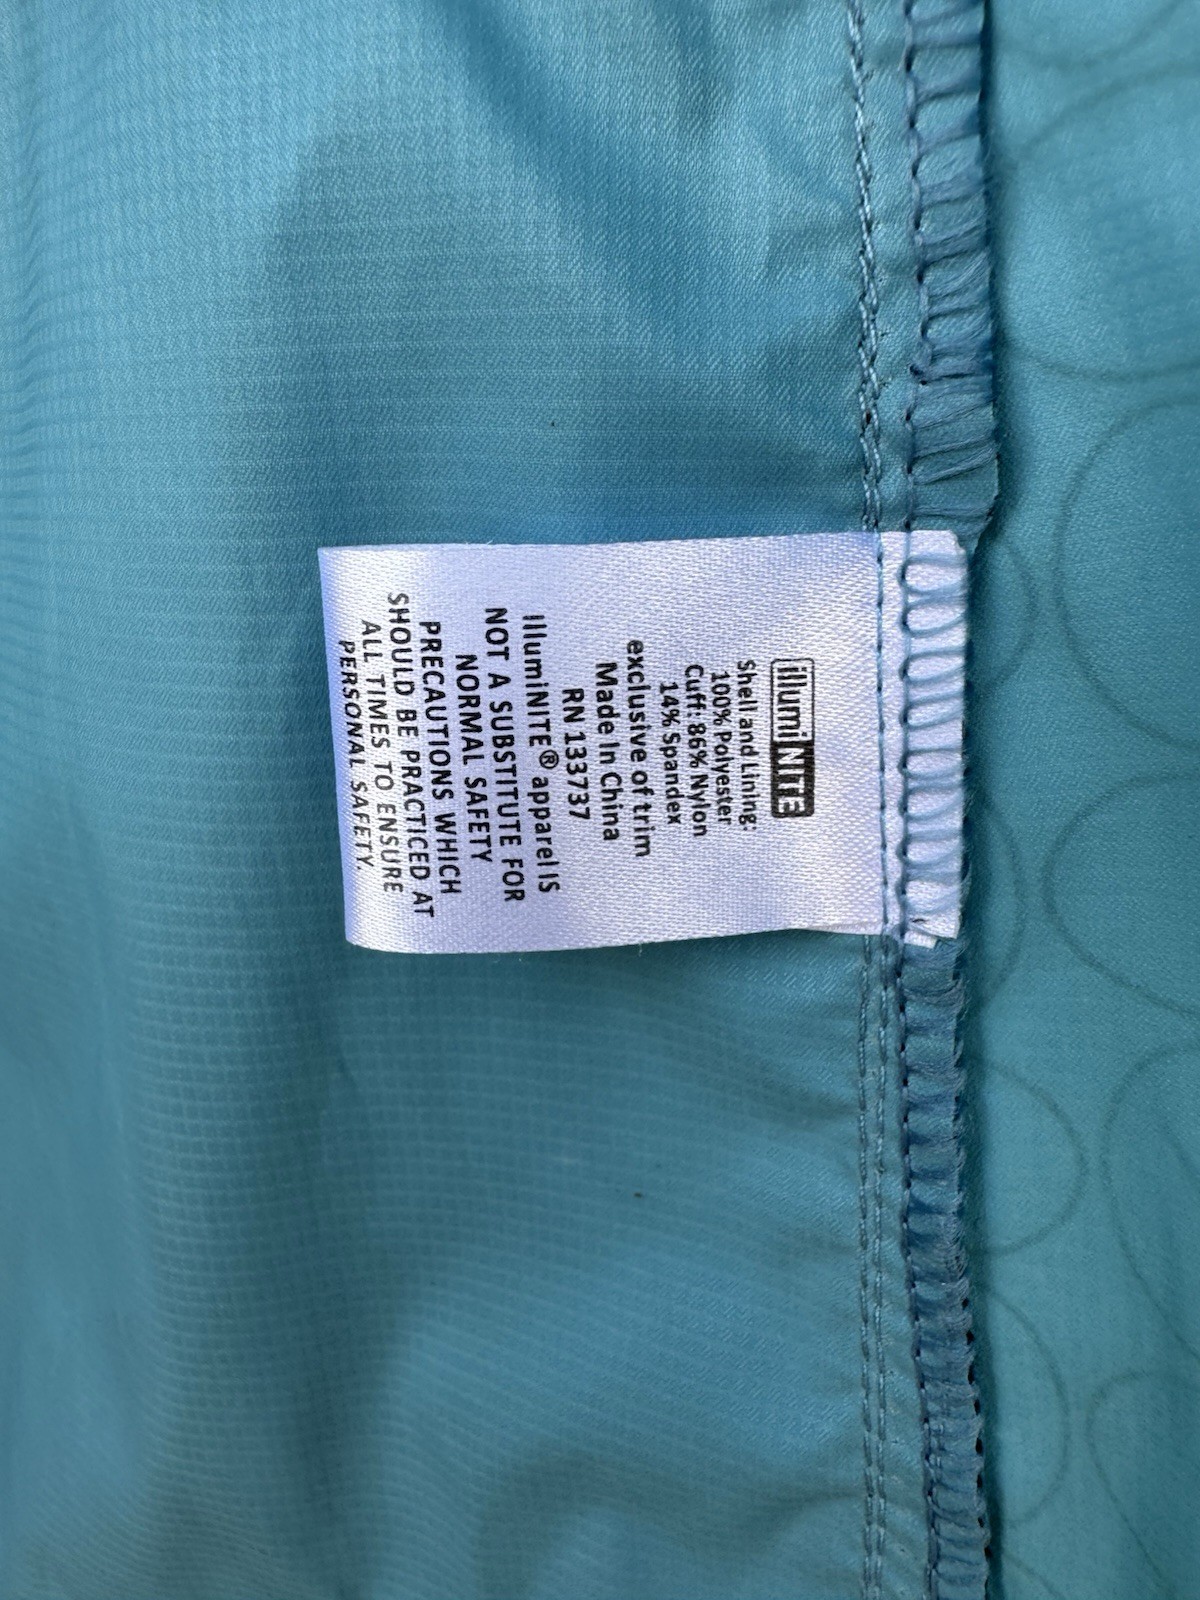 illumiNITE
Shell and Lining:
100% Polyester
Cuff: 86% Nylon
14% Spandex
exclusive of trim
Made In China
RN 133737
IllumiNITE® apparel IS
NOT A SUBSTITUTE FOR
NORMAL SAFETY
PRECAUTIONS WHICH
SHOULD BE PRACTICED AT
ALL TIMES TO ENSURE
PERSONAL SAFETY.